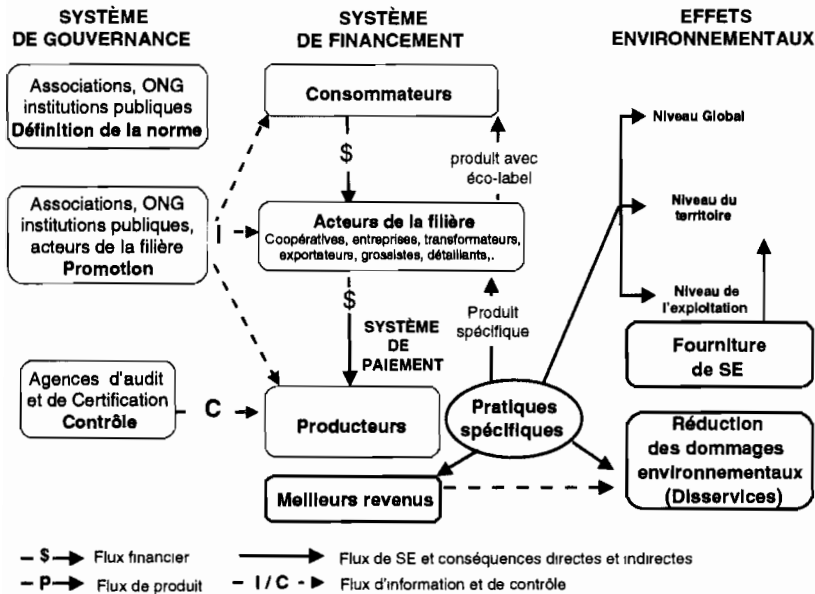 SYSTÈME
DE GOUVERNANCE
SYSTÈME
DE FINANCEMENT
EFFETS
ENVIRONNEMENTAUX
Associations, ONG
institutions publiques
Définition de la norme
Consommateurs
Niveau Global
$
produit avec
éco-label
Associations, ONG
institutions publiques,
acteurs de la filière
Promotion
I
Acteurs de la filière
Coopératives, entreprises, transformateurs,
exportateurs, grossistes, détaillants,.
Niveau du
territoire
$
SYSTÈME
DE
PAIEMENT
Produit
spécifique
Niveau de
l'exploitation
Fourniture
de SE
Agences d'audit
et de Certification
Contrôle
C
Producteurs
Pratiques
spécifiques
Réduction
des dommages
environnementaux
(Disservices)
Meilleurs revenus
– $ Flux financier
Flux de SE et conséquences directes et indirectes
– P Flux de produit
– I / C - Flux d'information et de contrôle